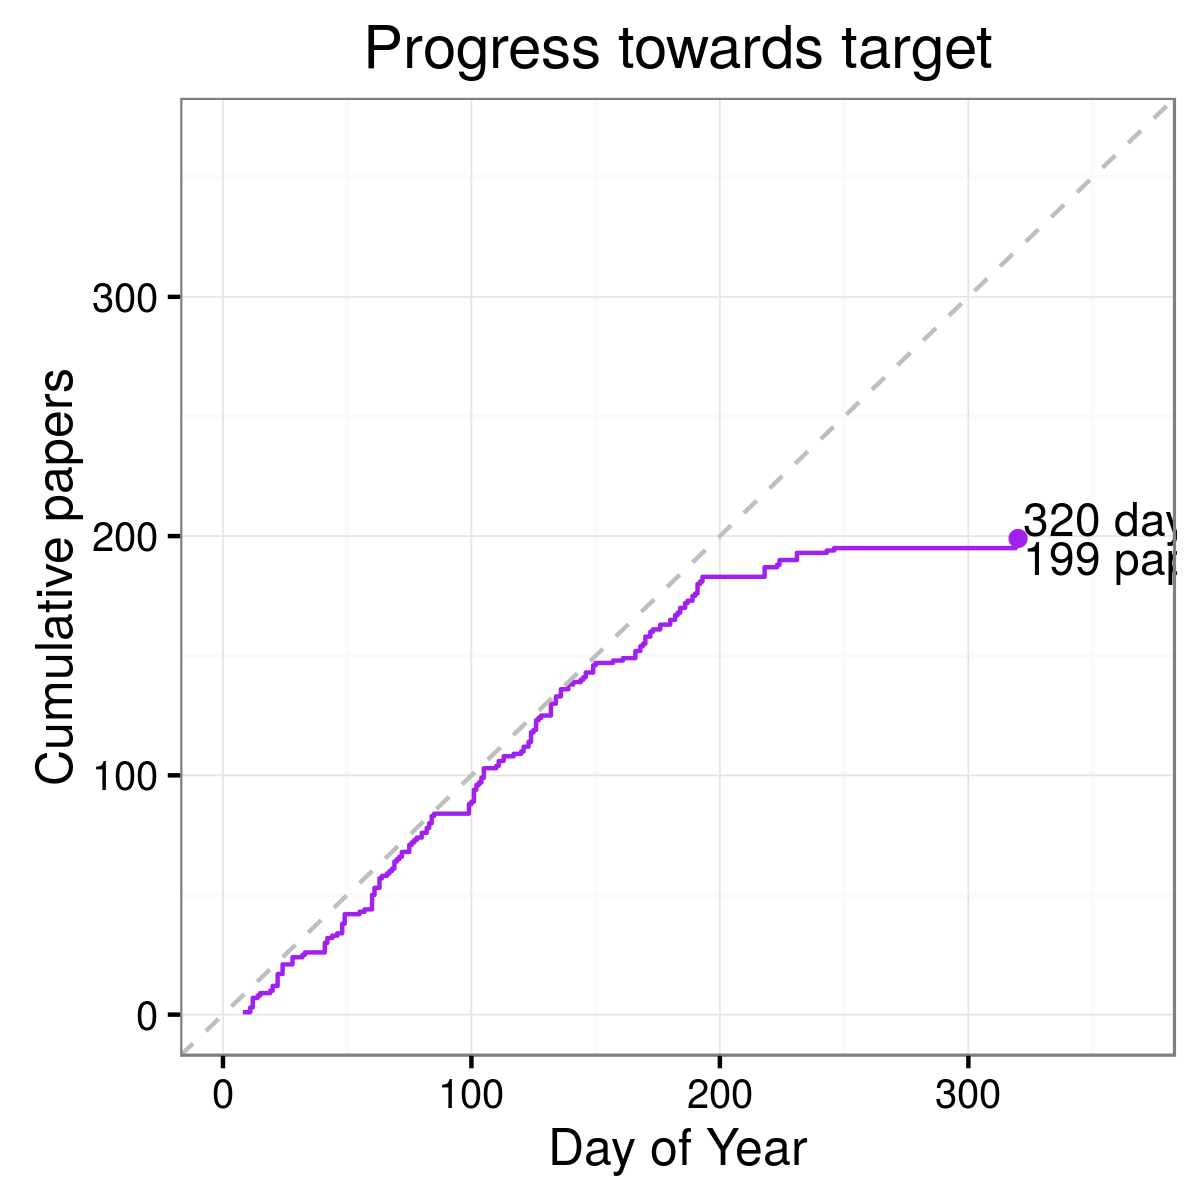 Progress towards target
Cumulative papers
300
200
100
0
320 day
199 pap
0 100 200 300
Day of Year